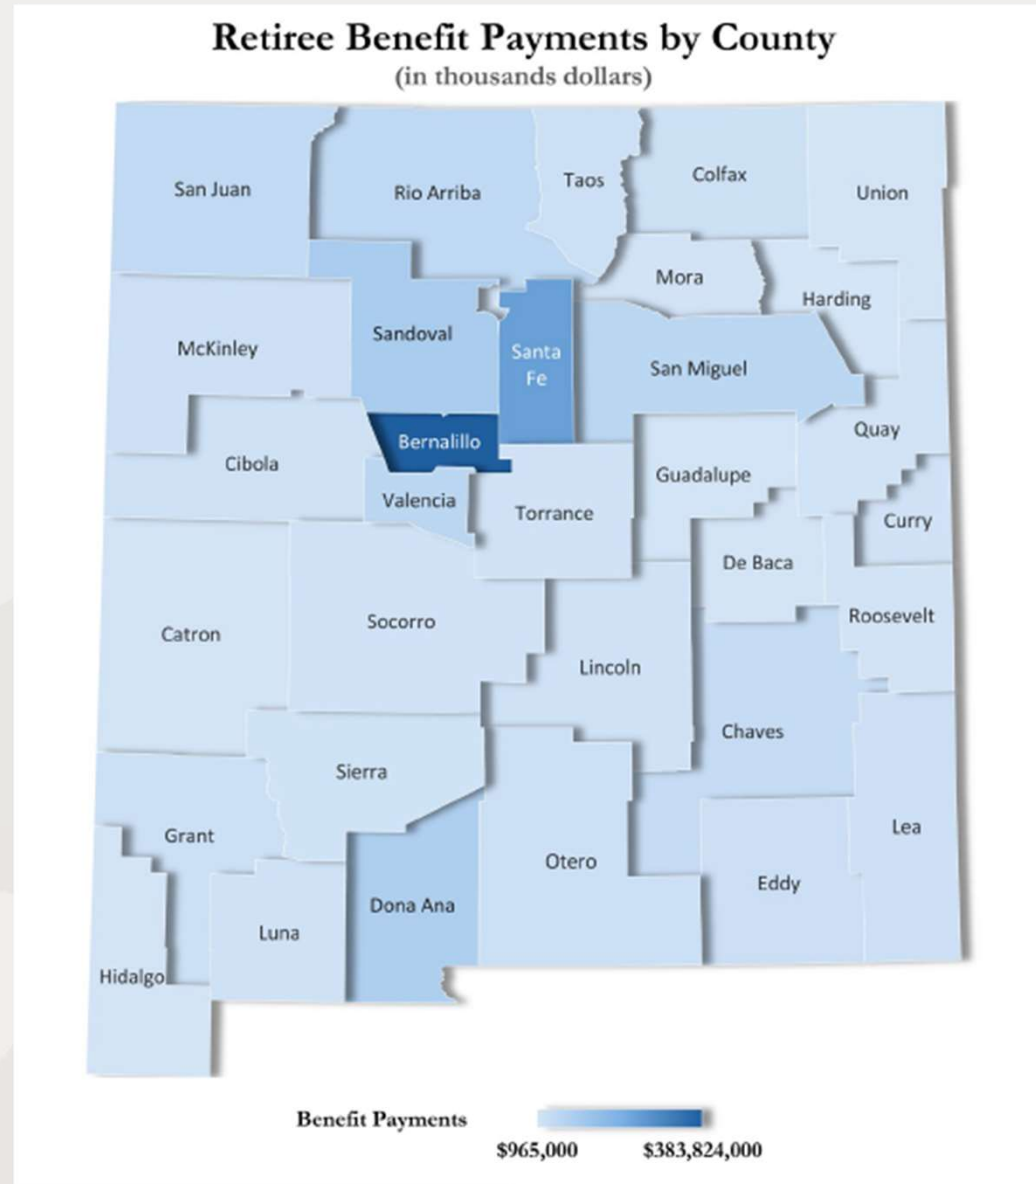 Retiree Benefit Payments by County
(in thousands dollars)
San Juan
Rio Arriba
Taos
Colfax
Union
Mora
Harding
McKinley
Sandoval
Santa
Fe
San Miguel
Quay
Bernalillo
Cibola
Valencia
Torrance
Guadalupe
Curry
De Baca
Catron
Socorro
Roosevelt
Lincoln
Chaves
Sierra
Grant
Otero
Lea
Eddy
Dona Ana
Luna
Hidalgo
Benefit Payments
$965,000 $383,824,000